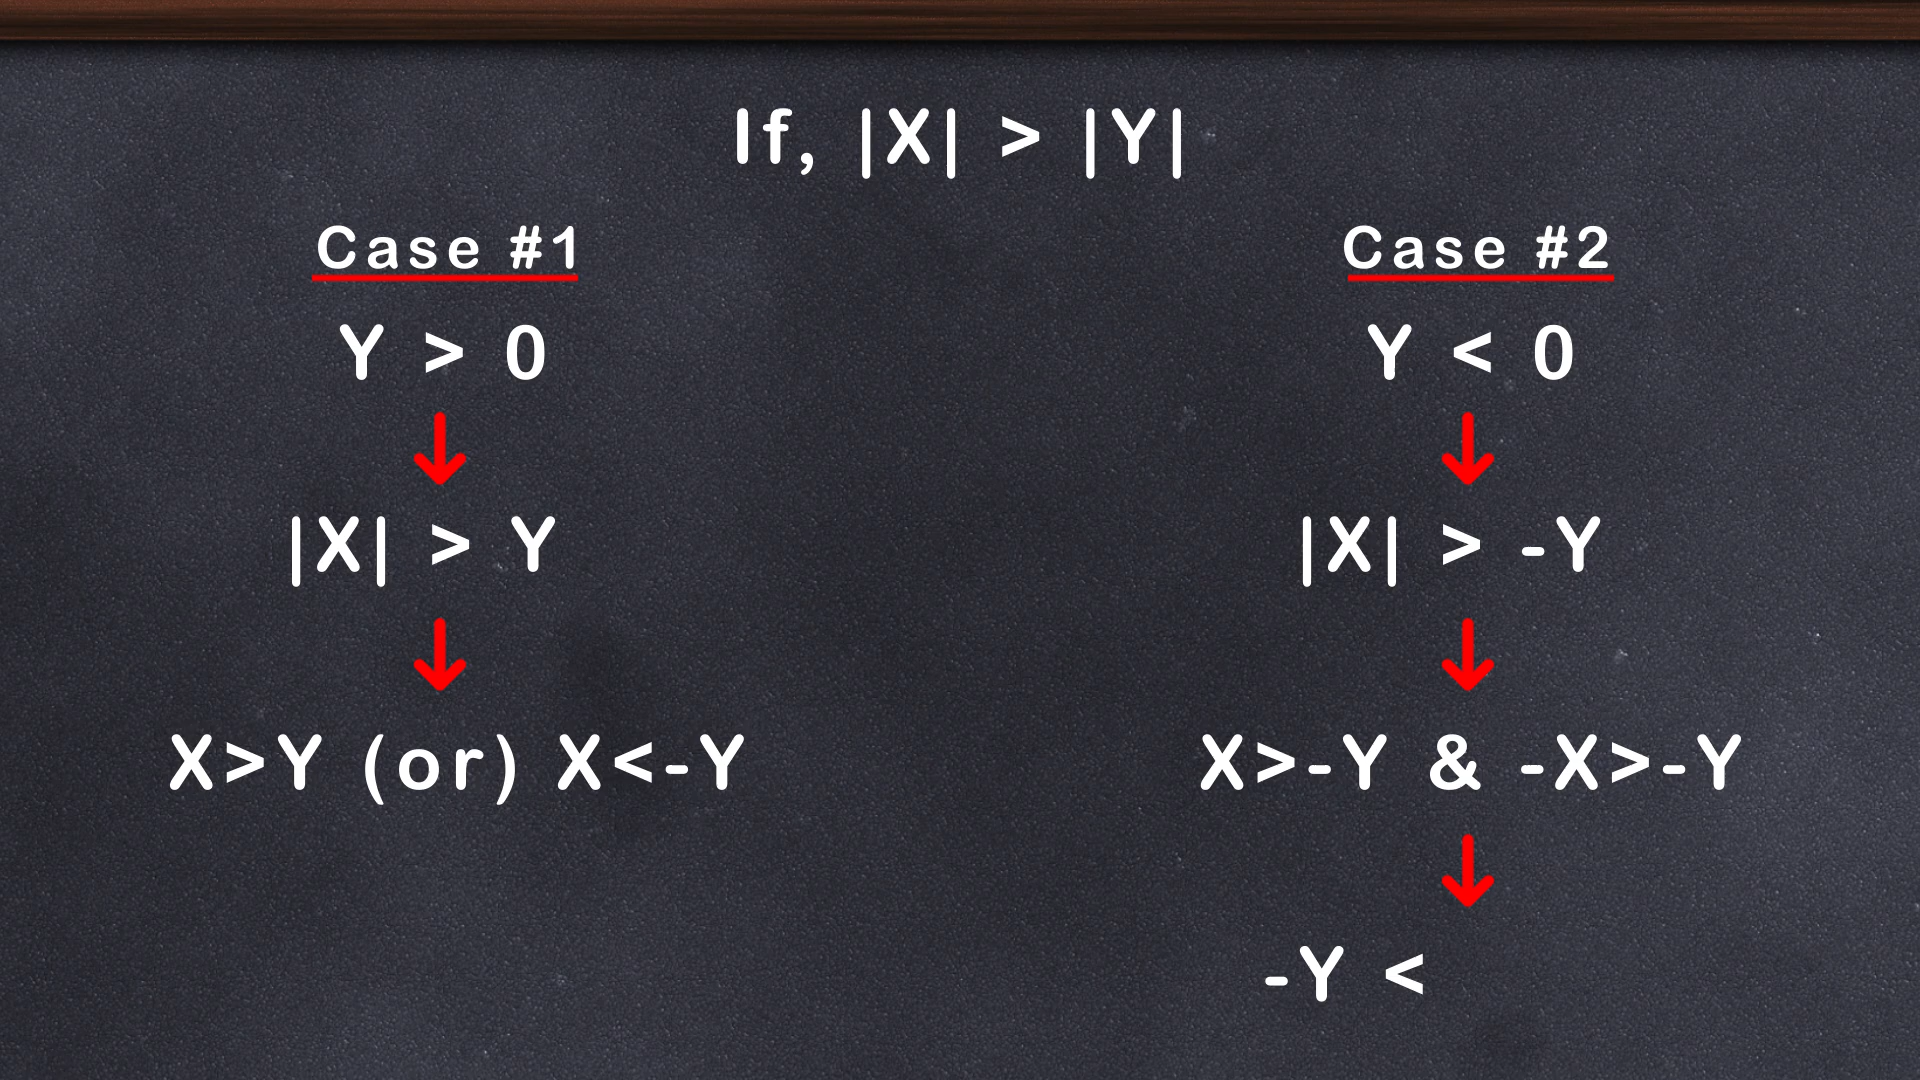 If, |X| > |Y|
Case #1
Y > 0
|X| > Y
X>Y (or) X<-Y
Case #2
Y < 0
|X| > -Y
X>-Y & -X>-Y
-Y <